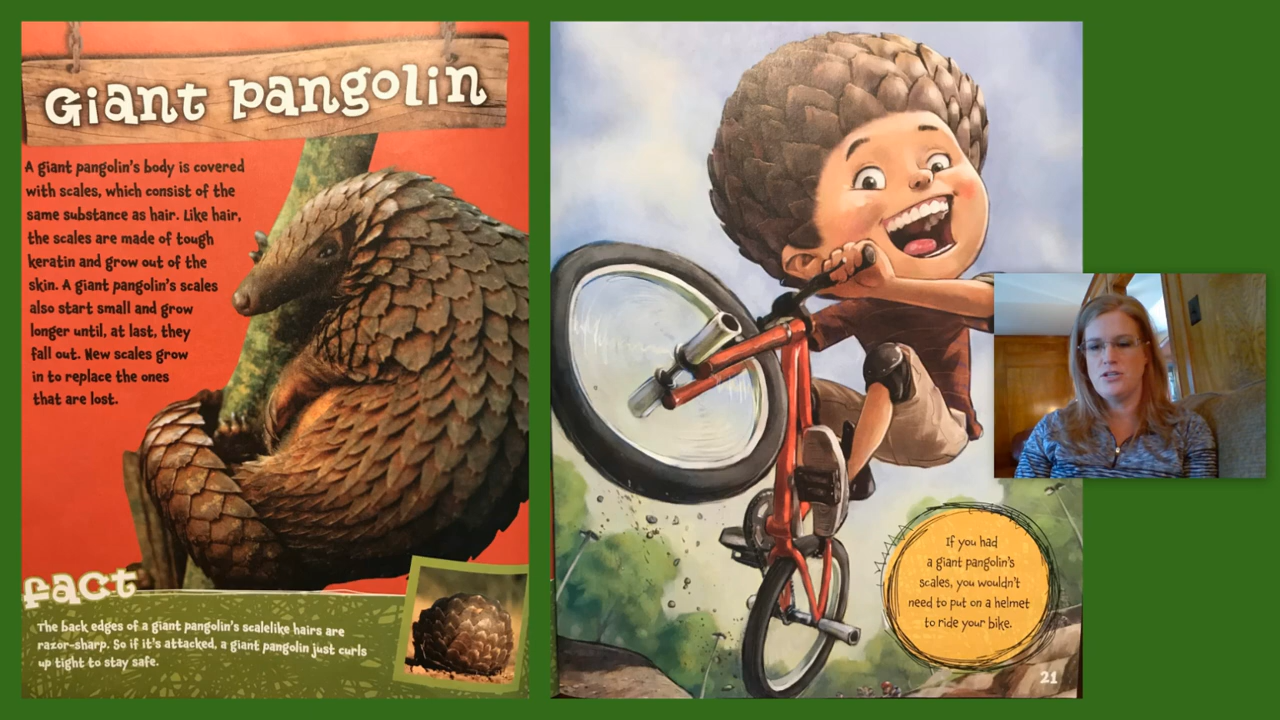 Giant pangolin
A giant pangolin's body is covered
with scales, which consist of the
same substance as hair. Like hair,
the scales are made of tough
keratin and grow out of the
skin. A giant pangolin's scales
also start small and grow
longer until, at last, they
fall out. New scales grow
in to replace the ones
that are lost.
fact
The back edges of a giant pangolin's scalelike hairs are
razor-sharp. So if it's attacked, a giant pangolin just curls
up tight to stay safe.
If you had
a giant pangolin's
scales, you wouldn't
need to put on a helmet
to ride your bike.
21